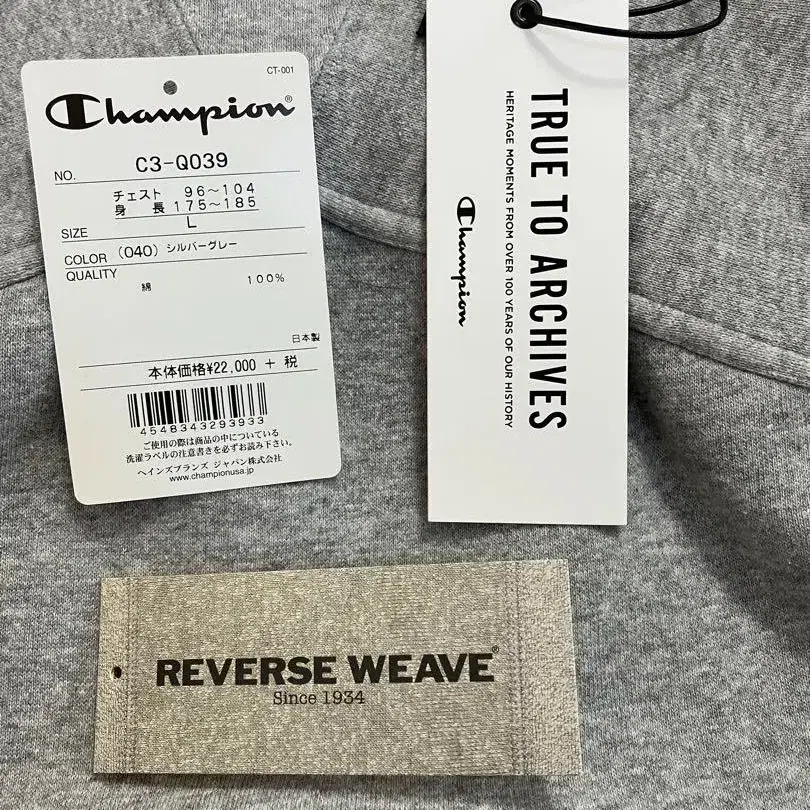 CT-001
Champion®
NO. C3-Q039
チェスト 96～104
身 長 175～185
SIZE L
COLOR (040) シルバーグレー
QUALITY
綿 100%
日本製
本体価格¥22,000 + 税
4548343293933
ご使用の際は商品の中についている
洗濯ラベルの注意書きを必ずお読み下さい。
ヘインズブランズ ジャパン株式会社
www.championusa.jp
TRUE TO ARCHIVES
HERITAGE MOMENTS FROM OVER 100 YEARS OF OUR HISTORY
Champion
REVERSE WEAVE®
Since 1934